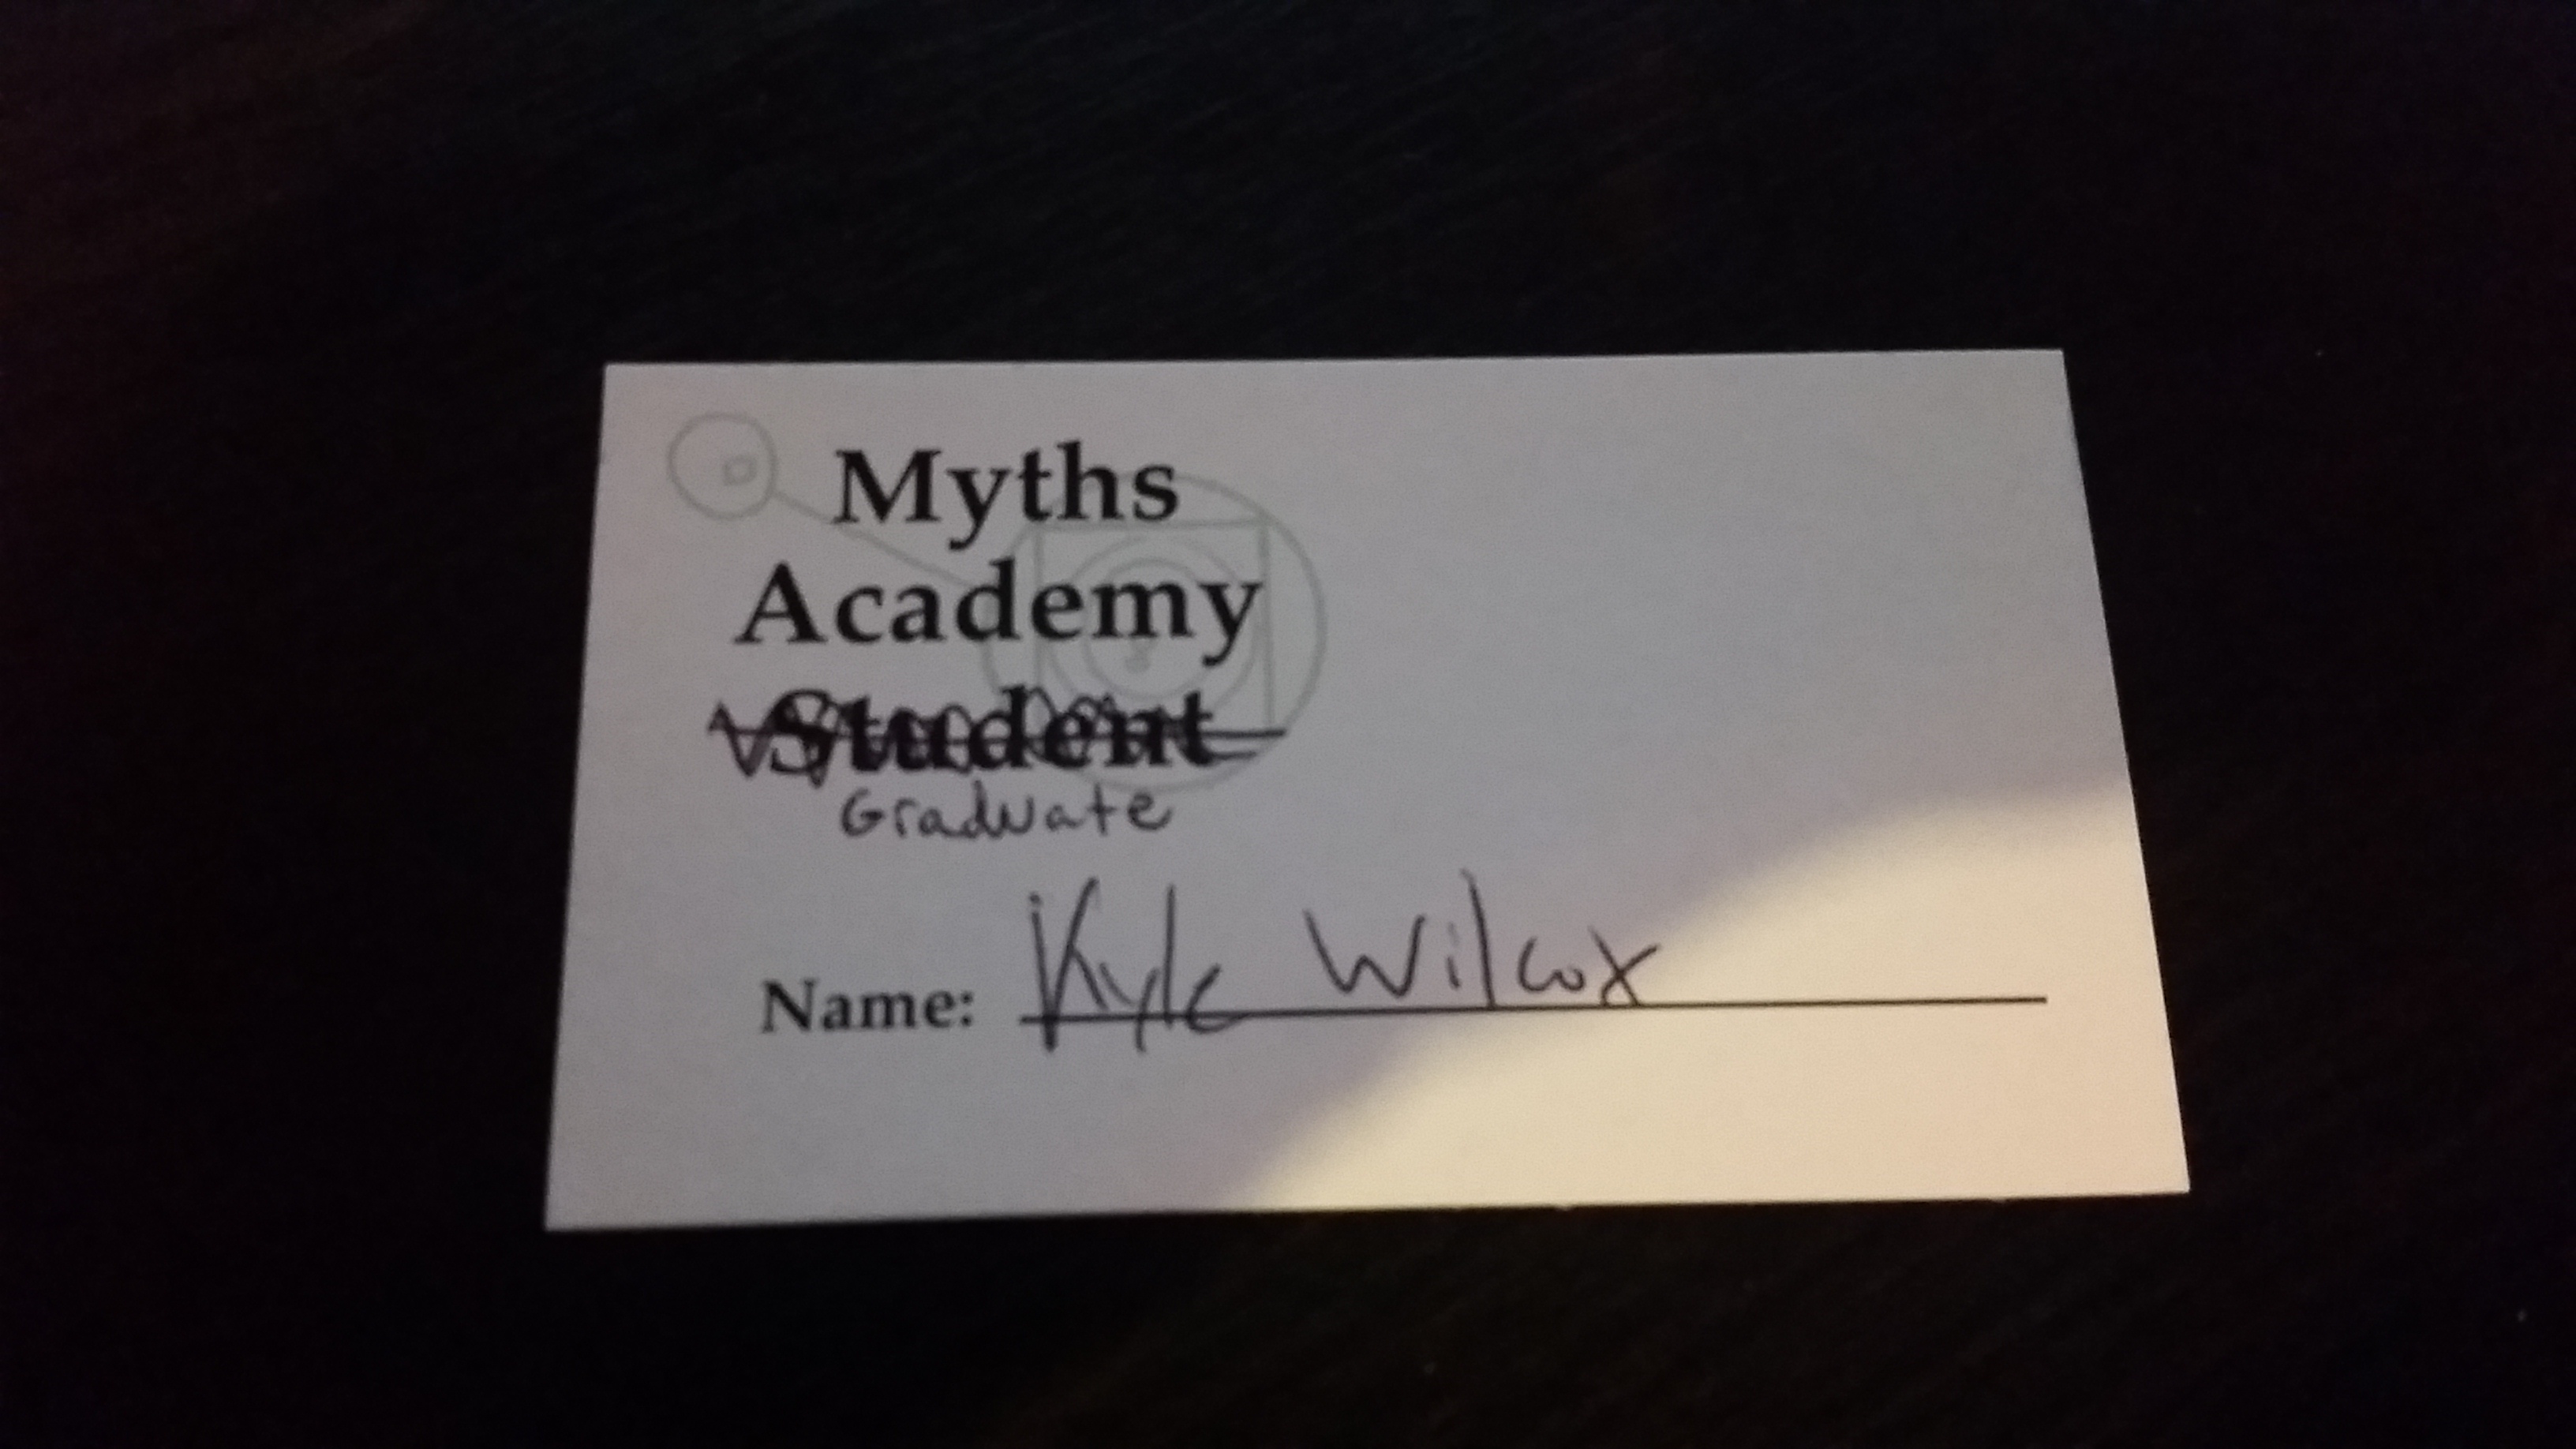 Myths
Academy
Student
Graduate
Name: Kyle Wilcox